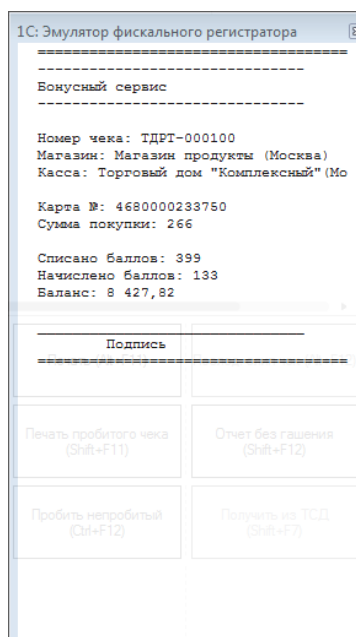 1С: Эмулятор фискального регистратора
Бонусный сервис
Номер чека: ТДРТ-000100
Магазин: Магазин продукты (Москва)
Касса: Торговый дом "Комплексный"(Мо
Карта №: 4680000233750
Сумма покупки: 266
Списано баллов: 399
Начислено баллов: 133
Баланс: 8 427,82
Подпись
Печать пробитого чека
(Shift+F11)
Отчет без гашения
(Shift+F12)
Пробить непробитый
(Ctrl+F12)
Получить из ТСД
(Shift+F7)